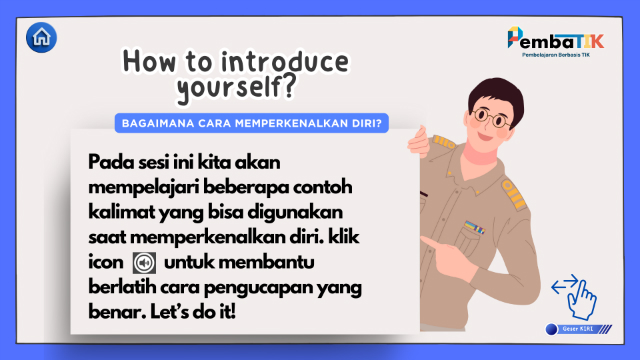 PembaTIK
Pembelajaran Berbasis TIK
How to introduce
yourself?
BAGAIMANA CARA MEMPERKENALKAN DIRI?
Pada sesi ini kita akan
mempelajari beberapa contoh
kalimat yang bisa digunakan
saat memperkenalkan diri. klik
icon untuk membantu
berlatih cara pengucapan yang
benar. Let's do it!
Geser KIRI